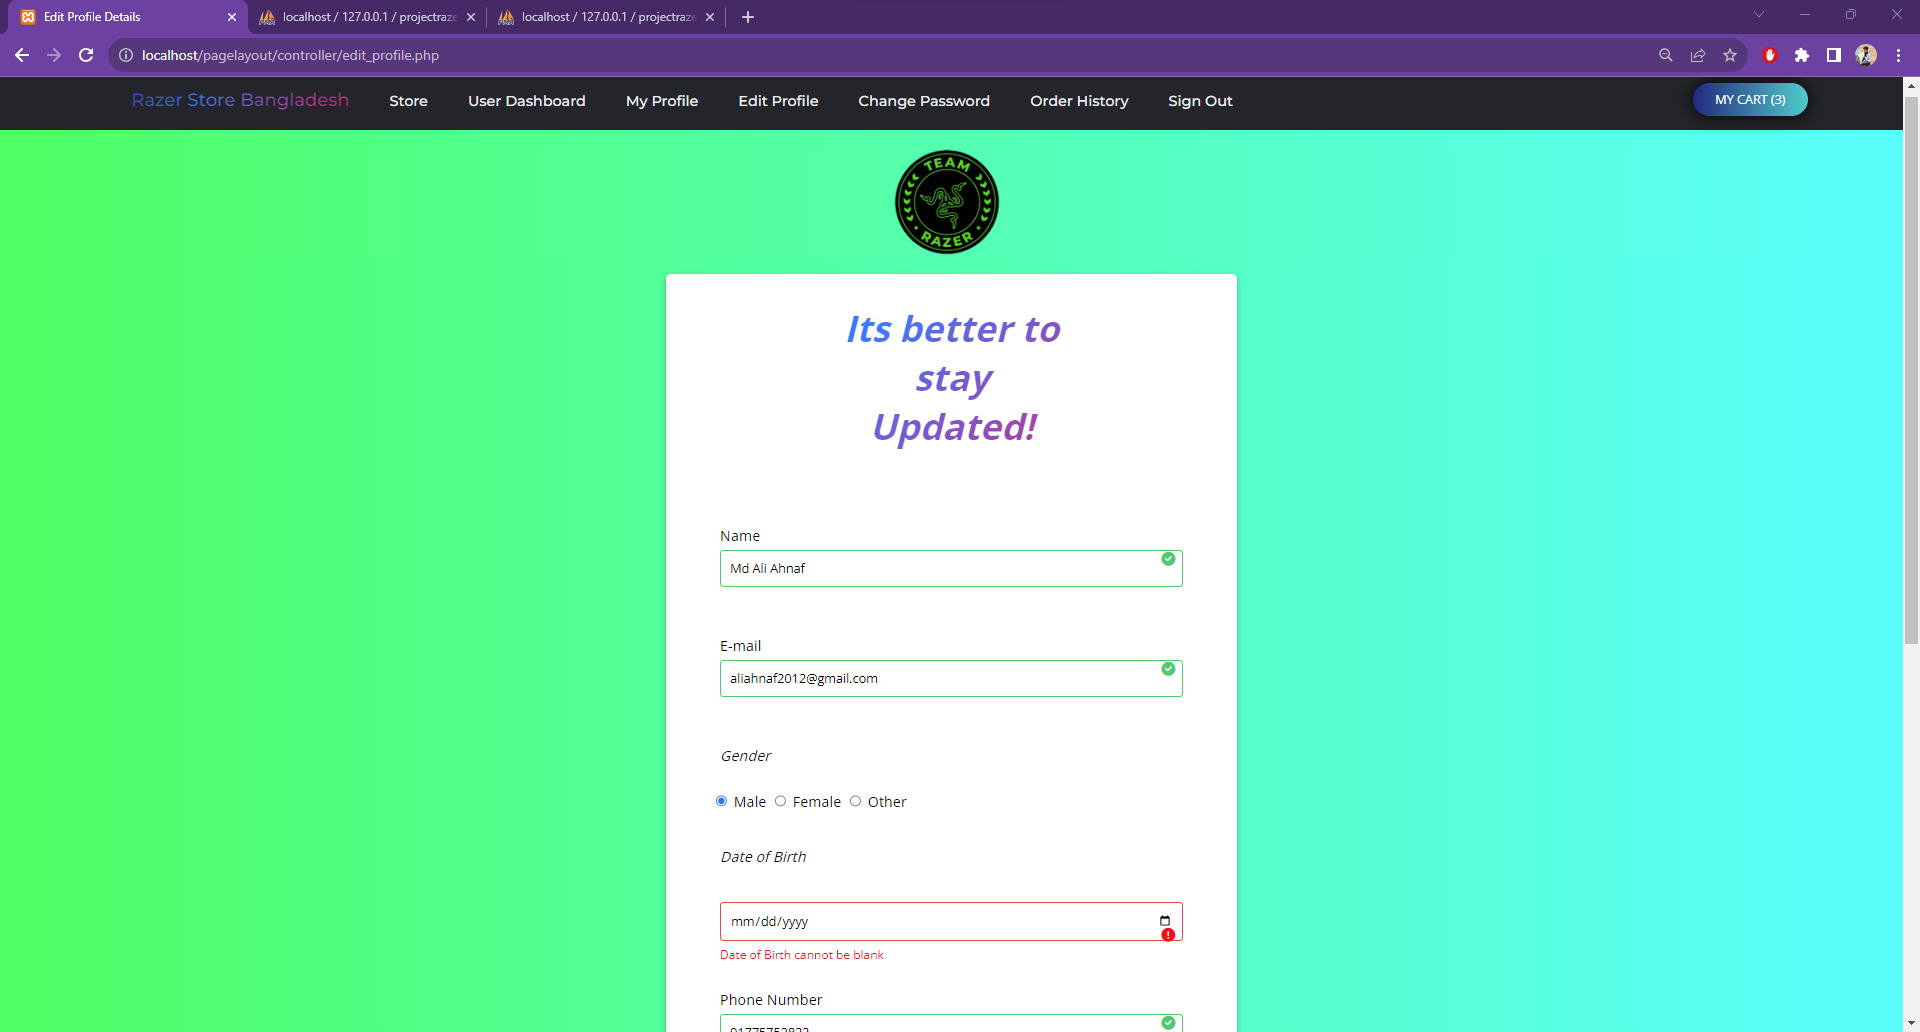 Edit Profile Details
localhost / 127.0.0.1 / projectraze
localhost / 127.0.0.1 / projectraze
localhost/pagelayout/controller/edit_profile.php
Razer Store Bangladesh
Store
User Dashboard
My Profile
Edit Profile
Change Password
Order History
Sign Out
MY CART (3)
TEAM
RAZER
Its better to
stay
Updated!
Name
Md Ali Ahnaf
E-mail
aliahnaf2012@gmail.com
Gender
Male
Female
Other
Date of Birth
mm/dd/yyyy
Date of Birth cannot be blank
Phone Number